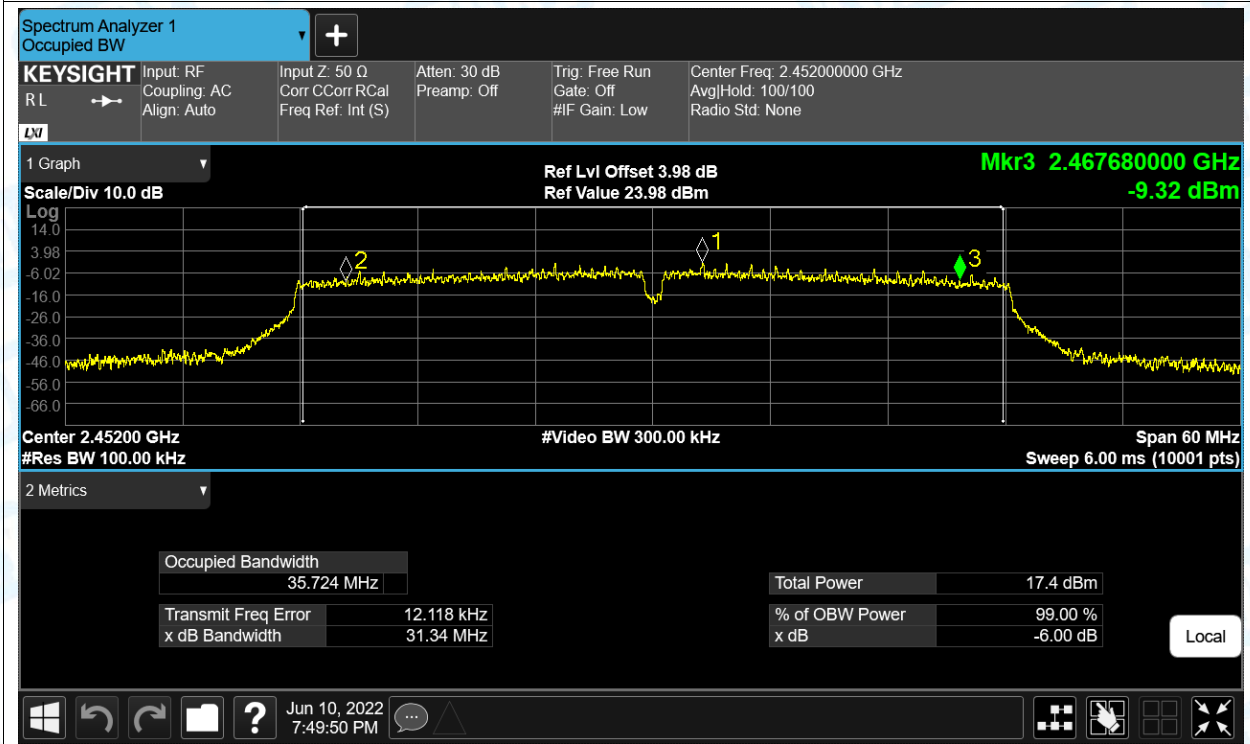 Spectrum Analyzer 1
Occupied BW
KEYSIGHT
R L
LXI
Input: RF
Coupling: AC
Align: Auto
Input Z: 50 Ω
Corr CCorr RCal
Freq Ref: Int (S)
Atten: 30 dB
Preamp: Off
Trig: Free Run
Gate: Off
#IF Gain: Low
Center Freq: 2.452000000 GHz
Avg|Hold: 100/100
Radio Std: None
1 Graph
Scale/Div 10.0 dB
Ref Lvl Offset 3.98 dB
Ref Value 23.98 dBm
Mkr3 2.467680000 GHz
-9.32 dBm
Log
14.0
3.98
-6.02
-16.0
-26.0
-36.0
-46.0
-56.0
-66.0
2
1
3
Center 2.45200 GHz
#Res BW 100.00 kHz
#Video BW 300.00 kHz
Span 60 MHz
Sweep 6.00 ms (10001 pts)
2 Metrics
Occupied Bandwidth
35.724 MHz
Transmit Freq Error 12.118 kHz
x dB Bandwidth 31.34 MHz
Total Power 17.4 dBm
% of OBW Power 99.00 %
x dB -6.00 dB
Local
?
Jun 10, 2022
7:49:50 PM